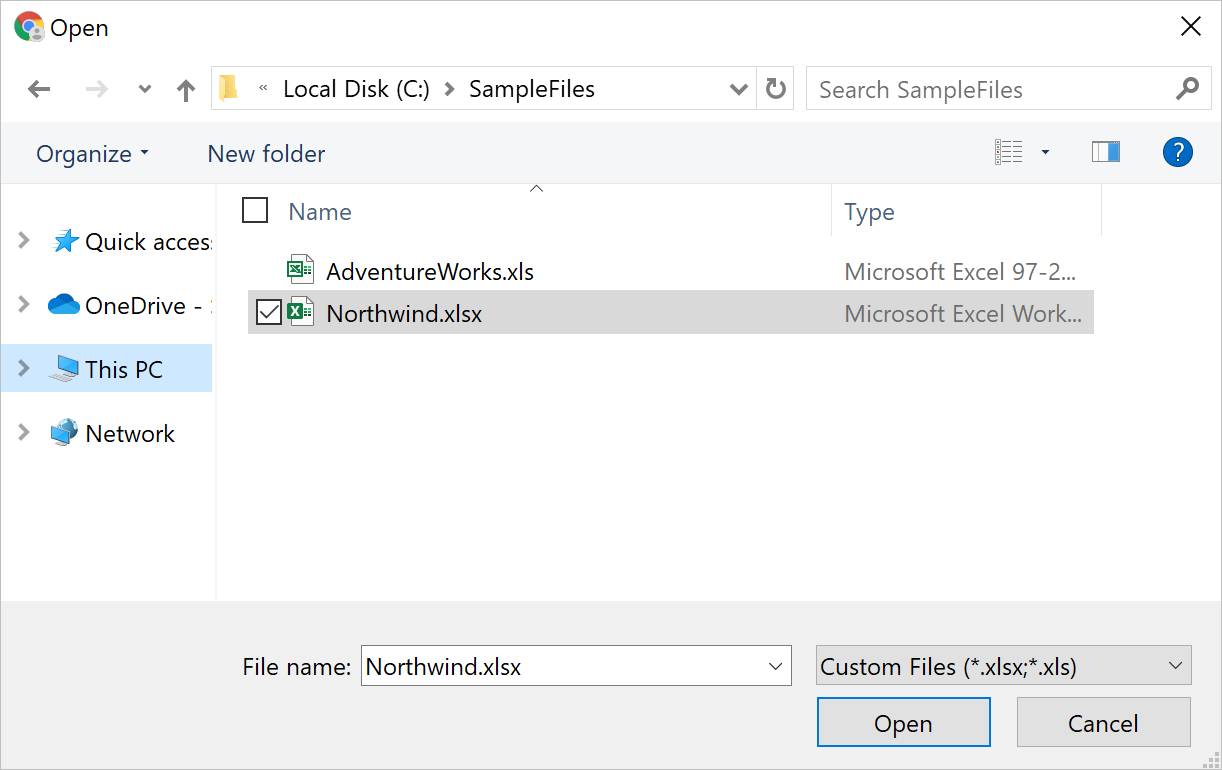 Open
« Local Disk (C:) > SampleFiles
Search SampleFiles
Organize
New folder
?
Name
Type
Quick acces
AdventureWorks.xls
Microsoft Excel 97-2...
OneDrive -
Northwind.xlsx
Microsoft Excel Work...
This PC
Network
File name:
Northwind.xlsx
Custom Files (*.xlsx;*.xls)
Open
Cancel